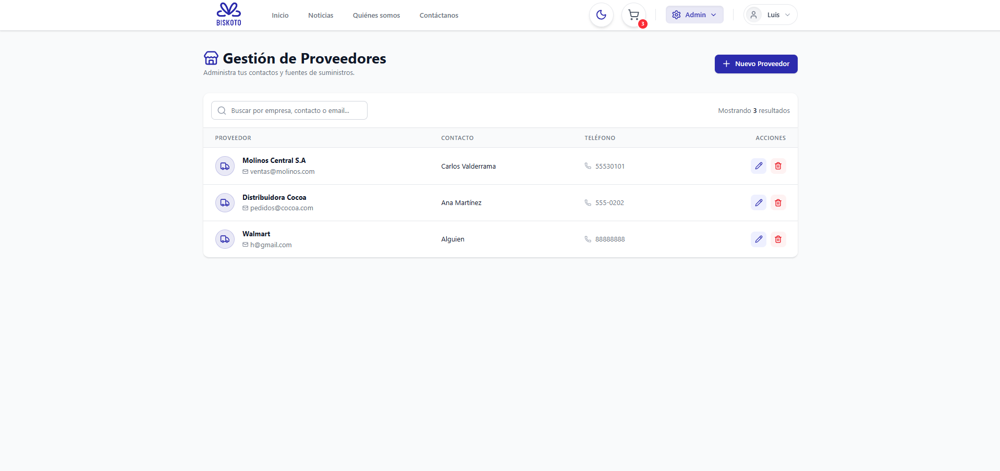 BISKOTO
Inicio Noticias Quiénes somos Contáctanos 3 Admin Luis
Gestión de Proveedores
Administra tus contactos y fuentes de suministros.
Nuevo Proveedor
Buscar por empresa, contacto o email... Mostrando 3 resultados
PROVEEDOR CONTACTO TELÉFONO ACCIONES
Molinos Central S.A
ventas@molinos.com
Carlos Valderrama 55530101
Distribuidora Cocoa
pedidos@cocoa.com
Ana Martínez 555-0202
Walmart
h@gmail.com
Alguien 88888888